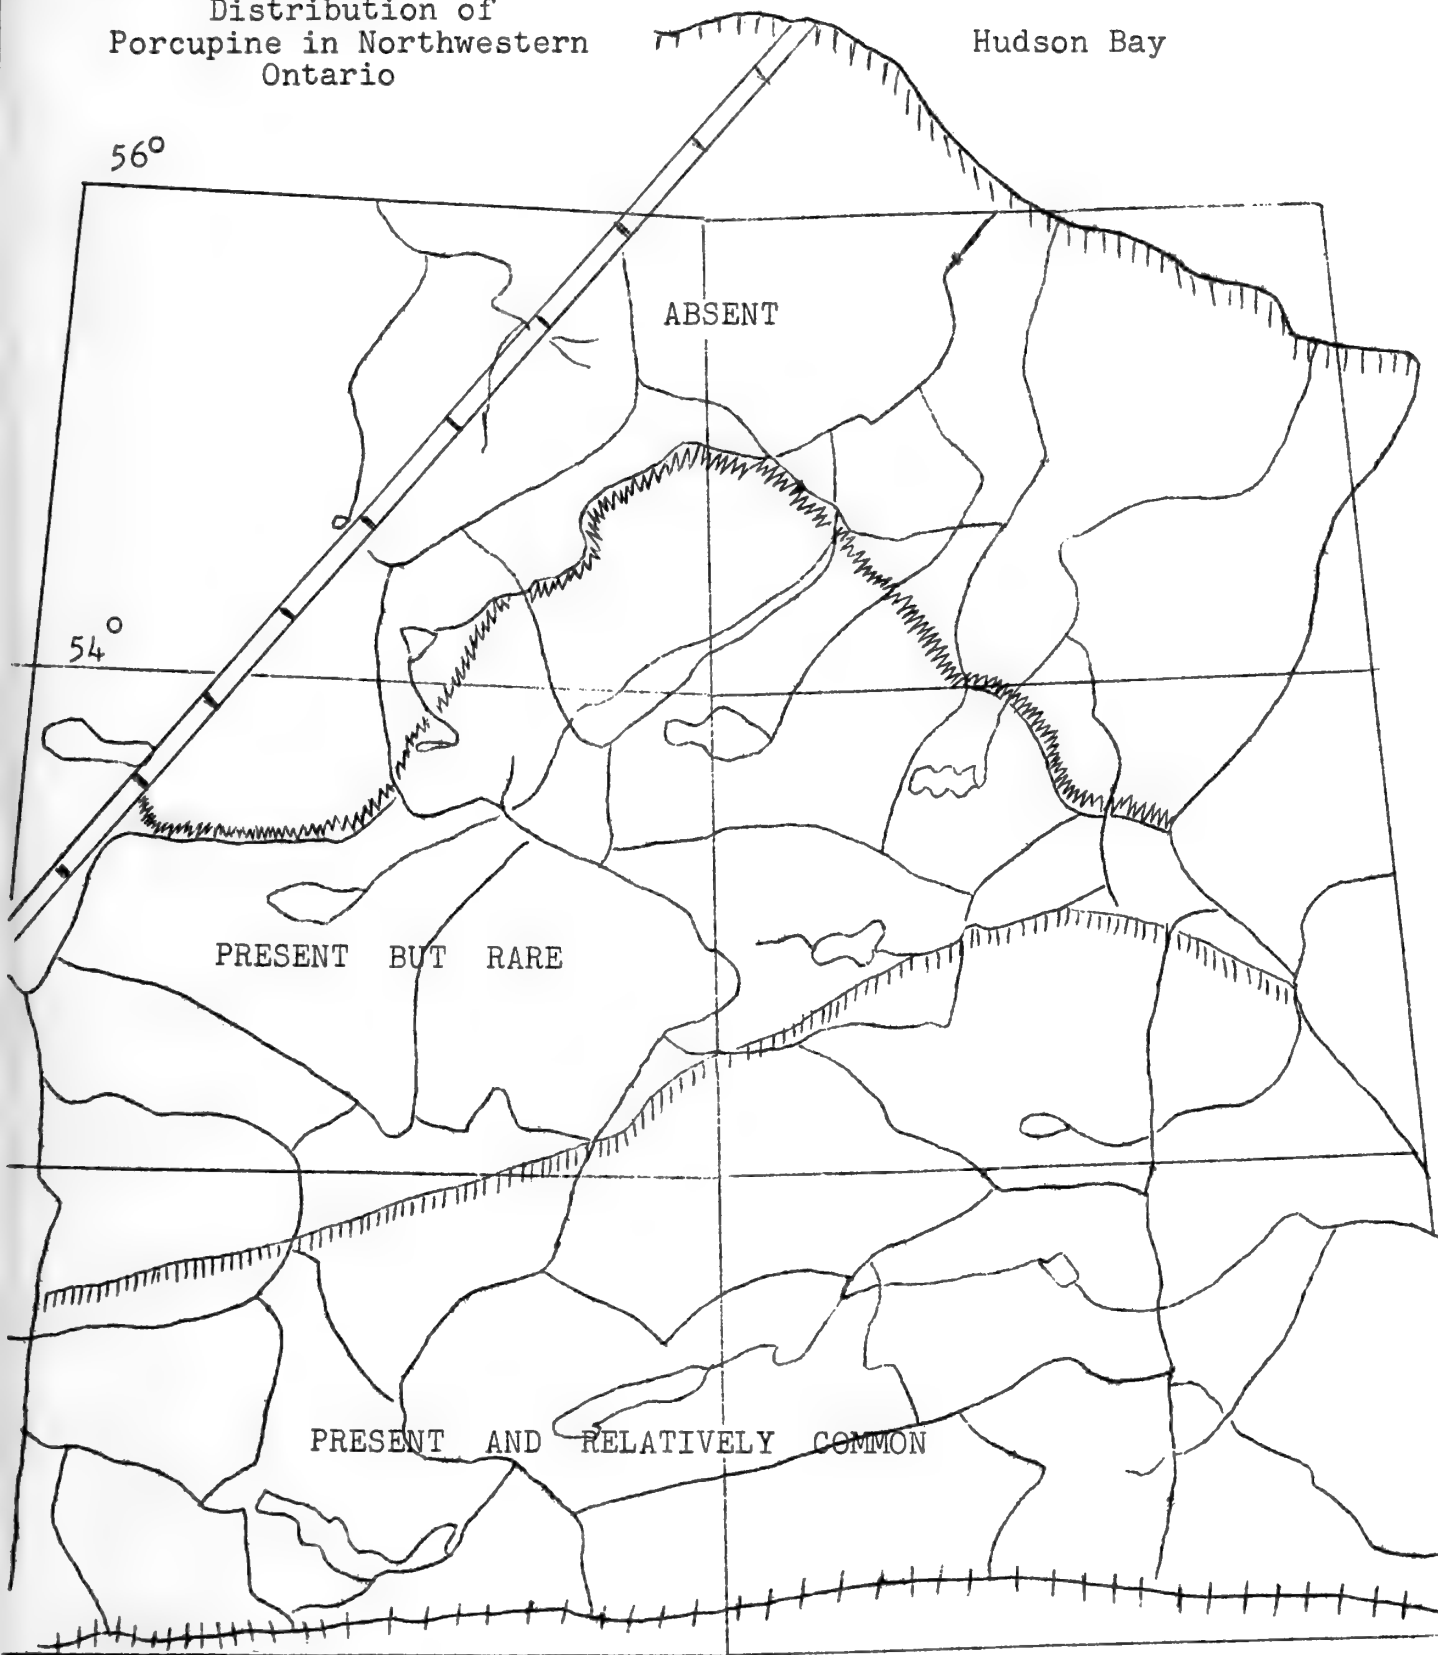 Distribution of
Porcupine in Northwestern
Ontario
Hudson Bay
56°
ABSENT
54°
PRESENT BUT RARE
PRESENT AND RELATIVELY COMMON